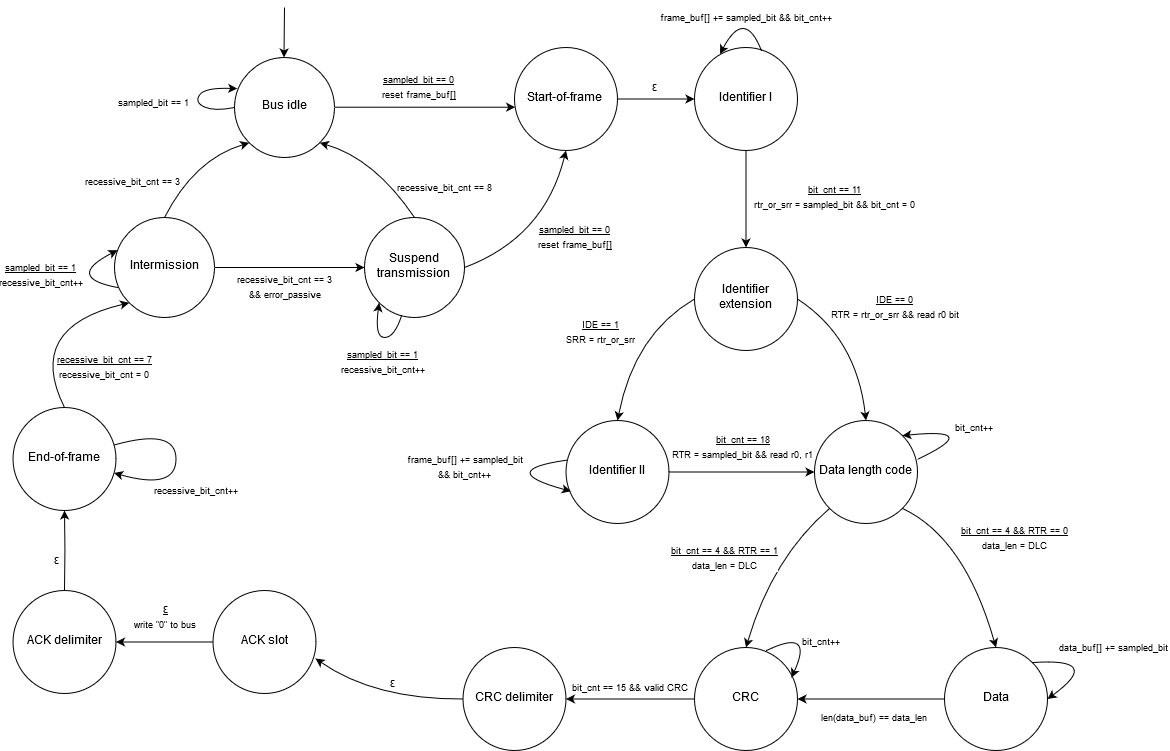 frame_buf[] += sampled_bit && bit_cnt++
sampled_bit == 1
Bus idle
sampled_bit == 0
reset frame_buf[]
Start-of-frame
ε
Identifier I
recessive_bit_cnt == 3
recessive_bit_cnt == 8
bit_cnt == 11
rtr_or_srr = sampled_bit && bit_cnt = 0
sampled_bit == 0
reset frame_buf[]
sampled_bit == 1
recessive_bit_cnt++
Intermission
recessive_bit_cnt == 3
&& error_passive
Suspend
transmission
Identifier
extension
IDE == 0
RTR = rtr_or_srr && read r0 bit
IDE == 1
SRR = rtr_or_srr
sampled_bit == 1
recessive_bit_cnt++
recessive_bit_cnt == 7
recessive_bit_cnt = 0
End-of-frame
recessive_bit_cnt++
frame_buf[] += sampled_bit
&& bit_cnt++
Identifier II
bit_cnt == 18
RTR = sampled_bit && read r0, r1
Data length code
bit_cnt++
bit_cnt == 4 && RTR == 1
data_len = DLC
bit_cnt == 4 && RTR == 0
data_len = DLC
ε
ACK delimiter
ε
write "0" to bus
ACK slot
ε
CRC delimiter
bit_cnt == 15 && valid CRC
CRC
bit_cnt++
len(data_buf) == data_len
Data
data_buf[] += sampled_bit